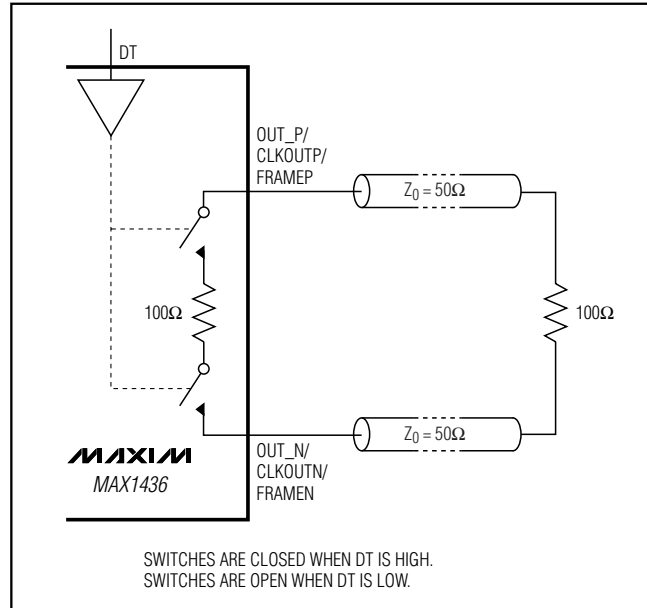 DT
OUT_P/
CLKOUTP/
FRAMEP
Z0 = 50Ω
100Ω
100Ω
Z0 = 50Ω
MAXIM
MAX1436
OUT_N/
CLKOUTN/
FRAMEN
SWITCHES ARE CLOSED WHEN DT IS HIGH.
SWITCHES ARE OPEN WHEN DT IS LOW.